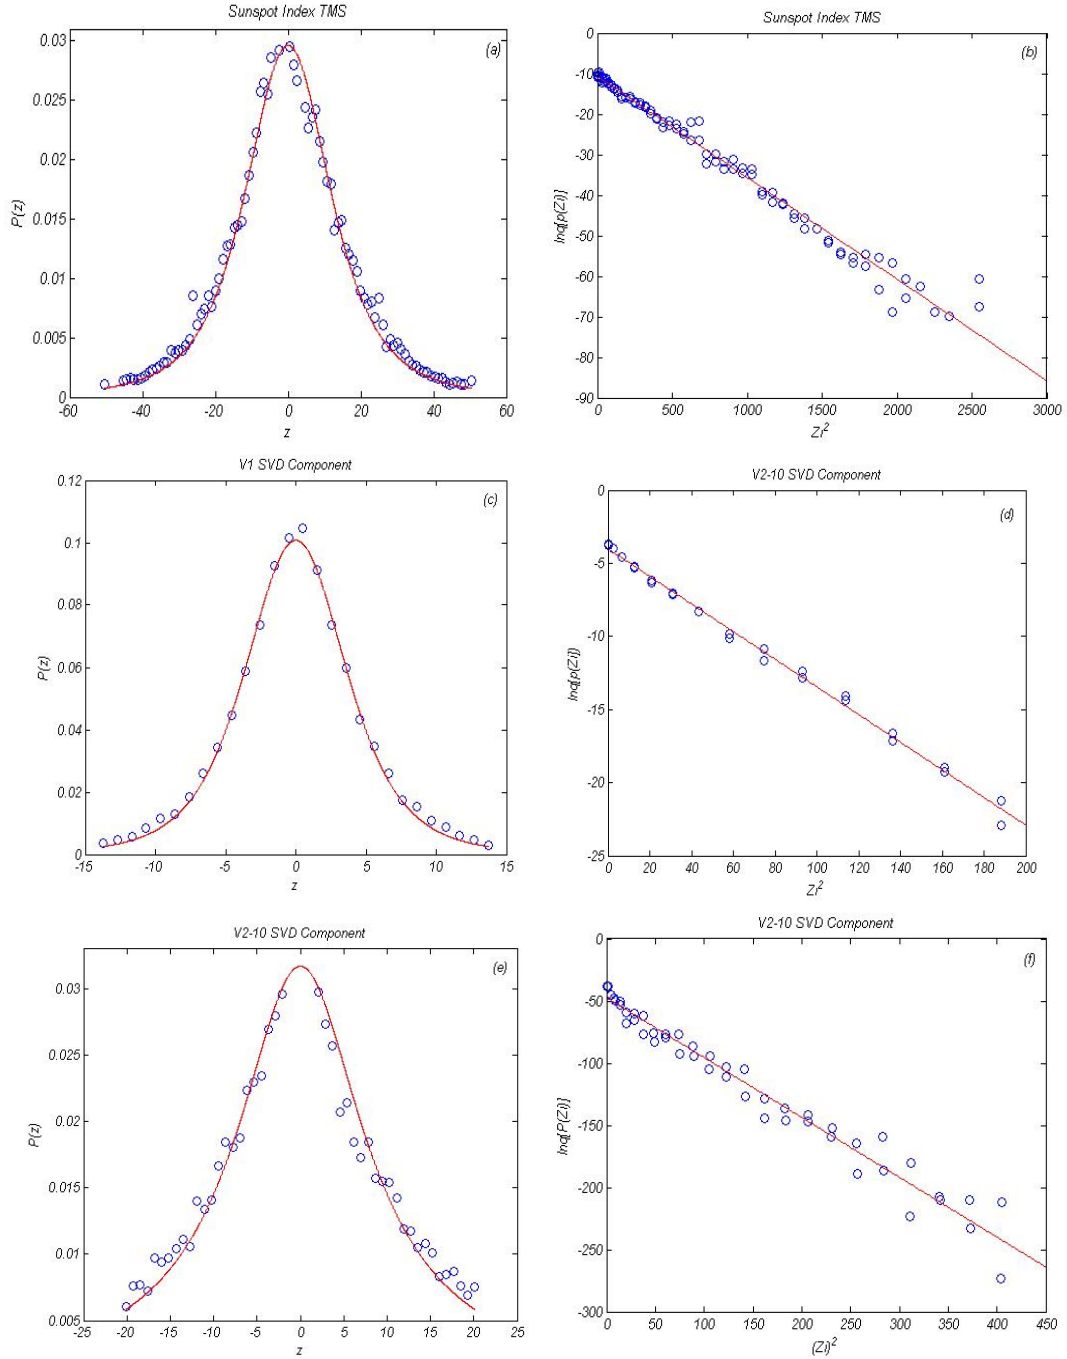 Sunspot Index TMS
(a)
P(z)
0.03
0.025
0.02
0.015
0.01
0.005
0
-60 -40 -20 0 20 40 60
z
Sunspot Index TMS
(b)
lnq[p(Zi)]
0
-10
-20
-30
-40
-50
-60
-70
-80
-90
0 500 1000 1500 2000 2500 3000
Zi²
V1 SVD Component
(c)
P(z)
0.12
0.1
0.08
0.06
0.04
0.02
0
-15 -10 -5 0 5 10 15
z
V2-10 SVD Component
(d)
lnq[p(Zi)]
0
-5
-10
-15
-20
-25
0 20 40 60 80 100 120 140 160 180 200
Zi²
V2-10 SVD Component
(e)
P(z)
0.03
0.025
0.02
0.015
0.01
0.005
-25 -20 -15 -10 -5 0 5 10 15 20 25
z
V2-10 SVD Component
(f)
lnq[P(Zi)]
0
-50
-100
-150
-200
-250
-300
0 50 100 150 200 250 300 350 400 450
(Zi)²